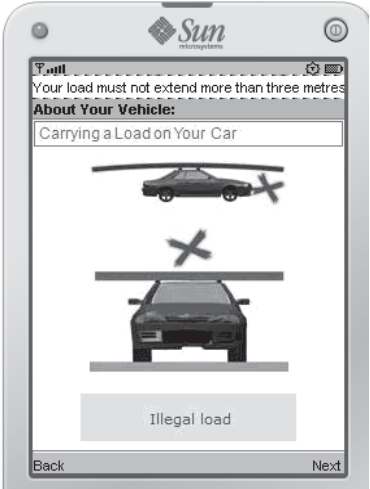 Sun
microsystems
Your load must not extend more than three metres
About Your Vehicle:
Carrying a Load on Your Car
Illegal load
Back Next